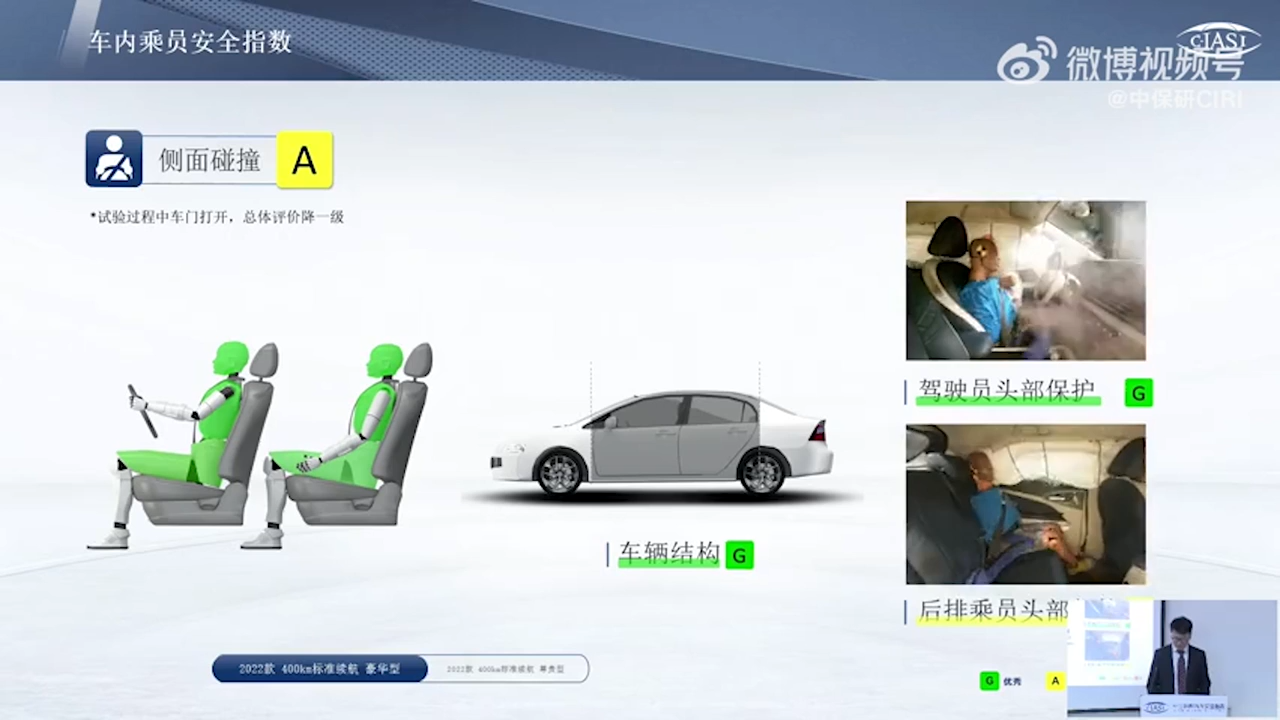 车内乘员安全指数
CIASI
微博视频号
@中保研CIRI
侧面碰撞 A
*试验过程中车门打开，总体评价降一级
驾驶员头部保护 G
车辆结构 G
后排乘员头部
2022款 400km标准续航 豪华型
2022款 400km标准续航 尊贵型
G 优秀 A
CIASI